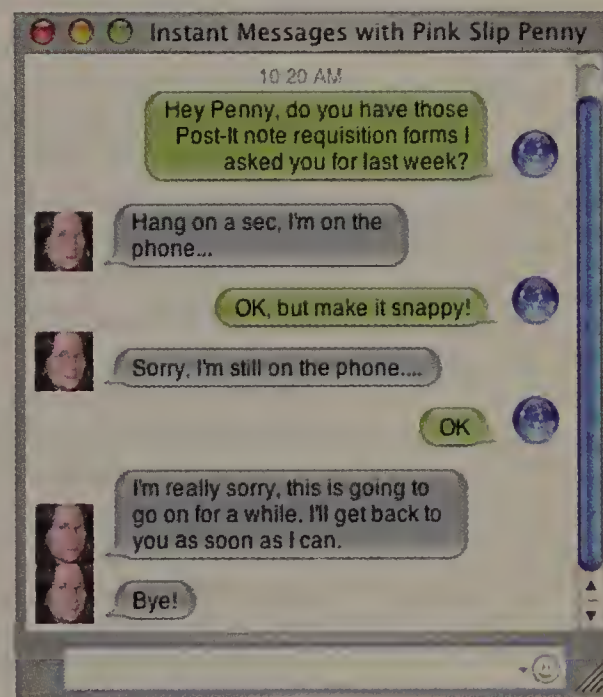 Instant Messages with Pink Slip Penny
10:20 AM
Hey Penny, do you have those
Post-It note requisition forms I
asked you for last week?
Hang on a sec, I'm on the
phone...
OK, but make it snappy!
Sorry, I'm still on the phone....
OK
I'm really sorry, this is going to
go on for a while. I'll get back to
you as soon as I can.
Bye!